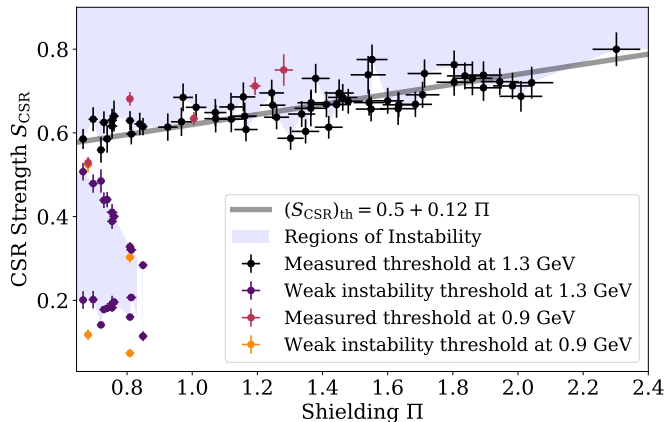 0.8
0.6
0.4
0.2
CSR Strength S_CSR
(S_CSR)_th = 0.5 + 0.12 Π
Regions of Instability
Measured threshold at 1.3 GeV
Weak instability threshold at 1.3 GeV
Measured threshold at 0.9 GeV
Weak instability threshold at 0.9 GeV
0.8 1.0 1.2 1.4 1.6 1.8 2.0 2.2 2.4
Shielding Π